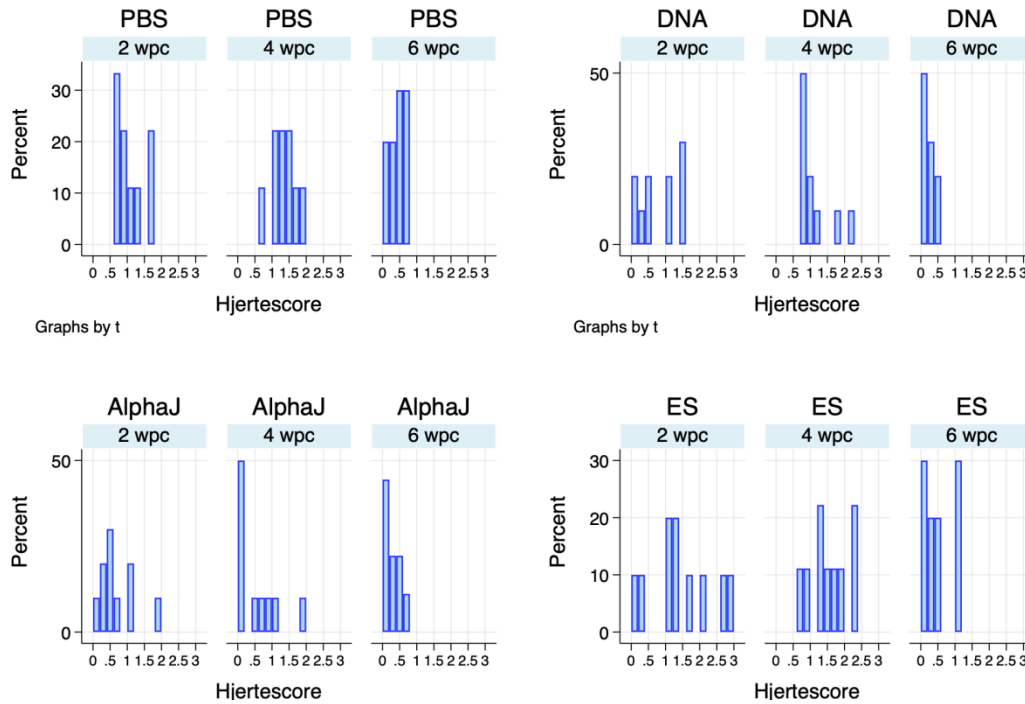 PBS PBS PBS
2 wpc 4 wpc 6 wpc
30
20
10
0
Percent
0 .5 1 1.5 2 2.5 3 0 .5 1 1.5 2 2.5 3 0 .5 1 1.5 2 2.5 3
Hjertescore
Graphs by t
DNA DNA DNA
2 wpc 4 wpc 6 wpc
50
0
Percent
0 .5 1 1.5 2 2.5 3 0 .5 1 1.5 2 2.5 3 0 .5 1 1.5 2 2.5 3
Hjertescore
Graphs by t
AlphaJ AlphaJ AlphaJ
2 wpc 4 wpc 6 wpc
50
0
Percent
0 .5 1 1.5 2 2.5 3 0 .5 1 1.5 2 2.5 3 0 .5 1 1.5 2 2.5 3
Hjertescore
ES ES ES
2 wpc 4 wpc 6 wpc
30
20
10
0
Percent
0 .5 1 1.5 2 2.5 3 0 .5 1 1.5 2 2.5 3 0 .5 1 1.5 2 2.5 3
Hjertescore